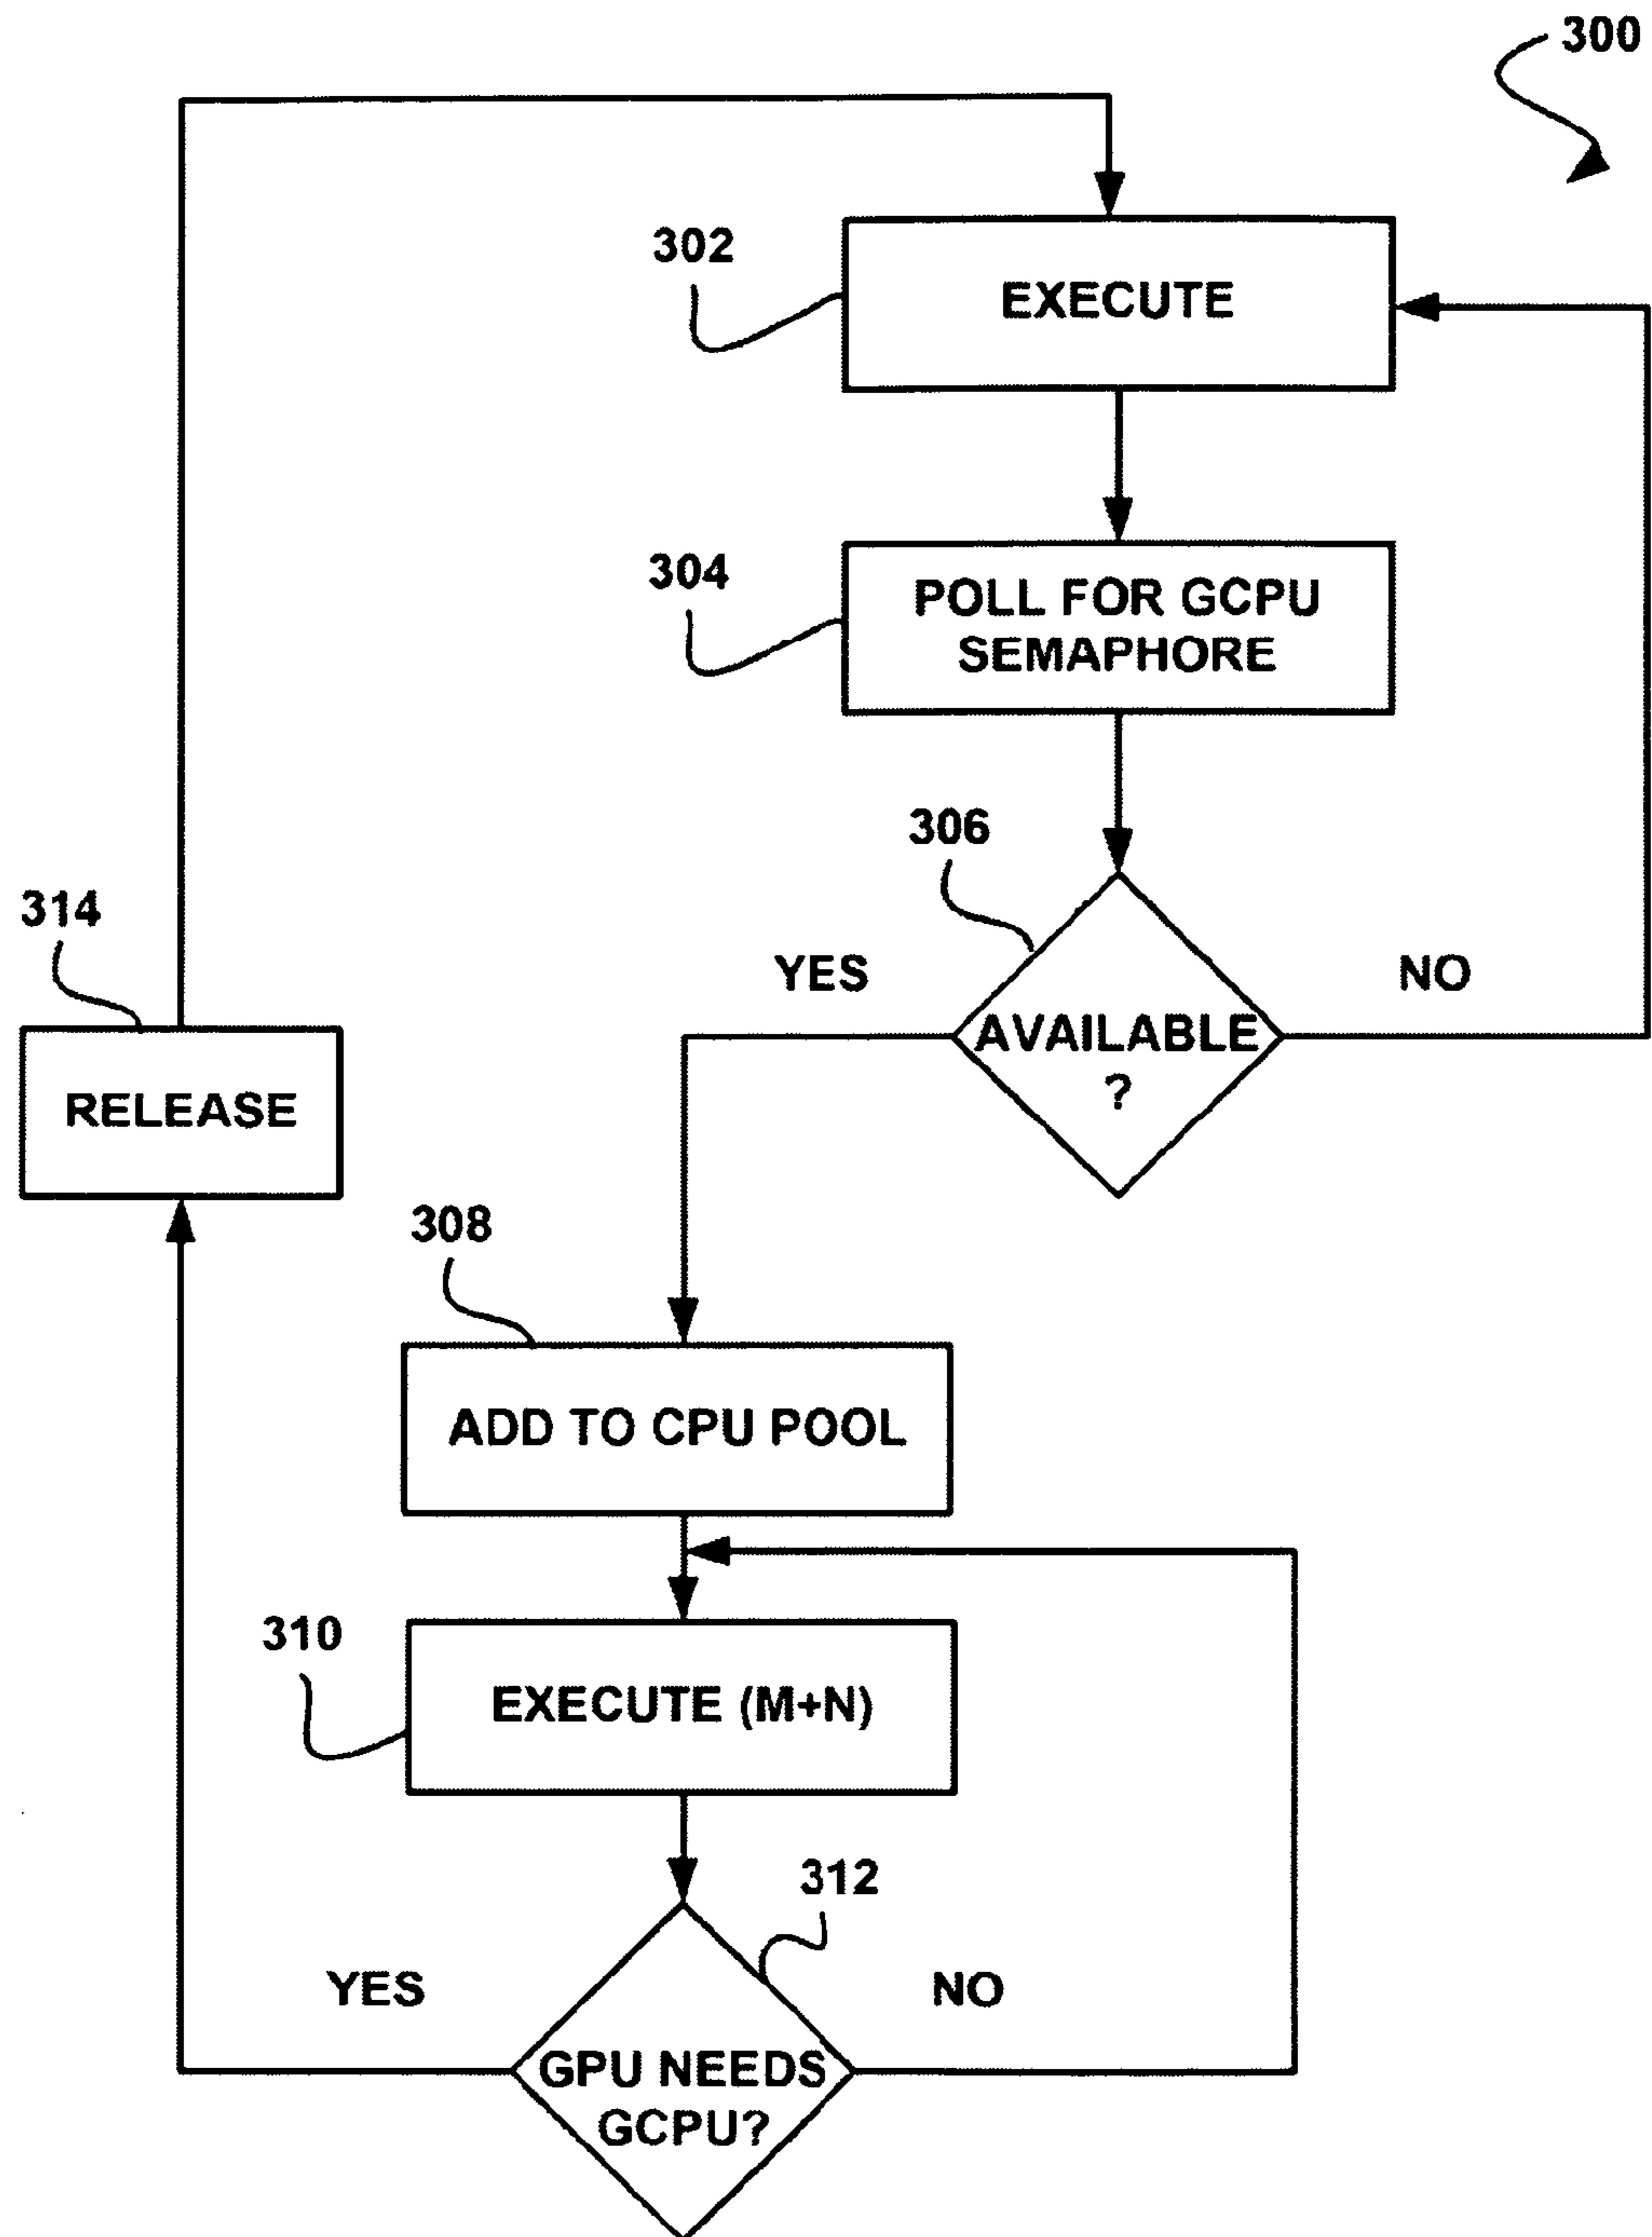 300
302
EXECUTE
304
POLL FOR GCPU
SEMAPHORE
306
YES
NO
AVAILABLE
?
314
RELEASE
308
ADD TO CPU POOL
310
EXECUTE (M+N)
312
YES
NO
GPU NEEDS
GCPU?